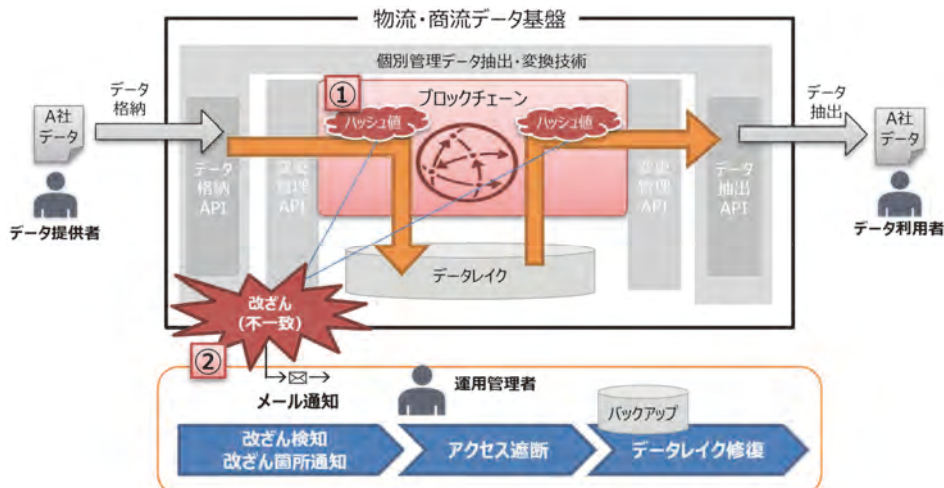 物流・商流データ基盤
個別管理データ抽出・変換技術
①
ブロックチェーン
ハッシュ値
ハッシュ値
データ
格納
データ
抽出
A社
データ
A社
データ
データ
格納
API
変更
管理
API
変更
管理
API
データ
抽出
API
データ提供者
データ利用者
データレイク
改ざん
(不一致)
②
メール通知
運用管理者
バックアップ
改ざん検知
改ざん箇所通知
アクセス遮断
データレイク修復